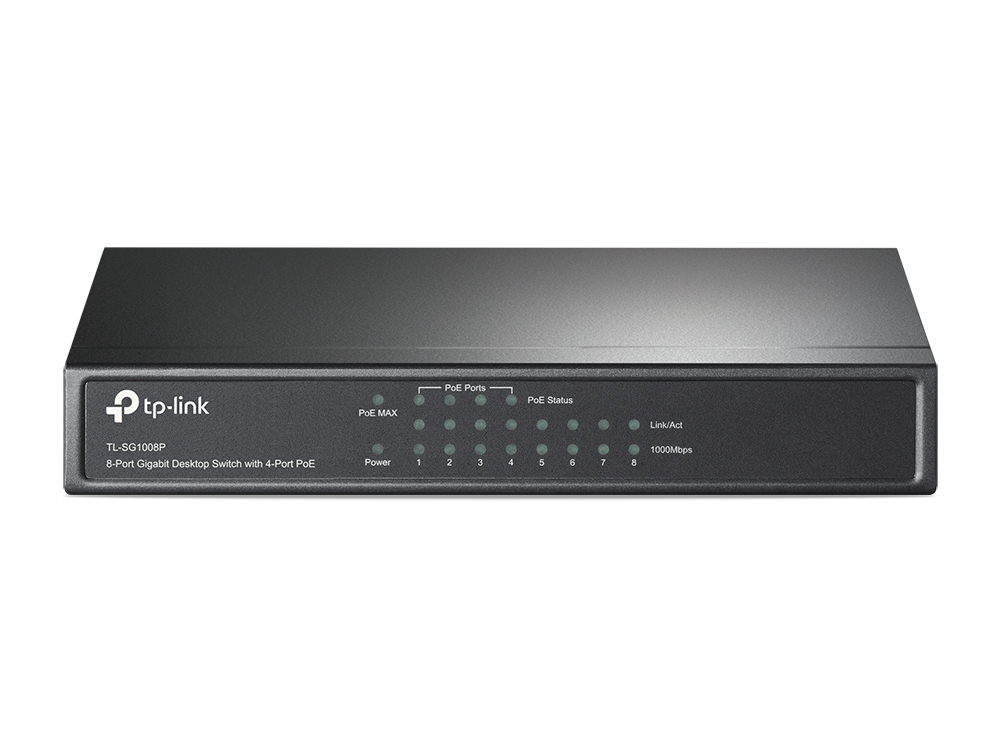 tp-link
TL-SG1008P
8-Port Gigabit Desktop Switch with 4-Port PoE
PoE Ports
PoE MAX
PoE Status
Link/Act
1000Mbps
Power
1 2 3 4 5 6 7 8